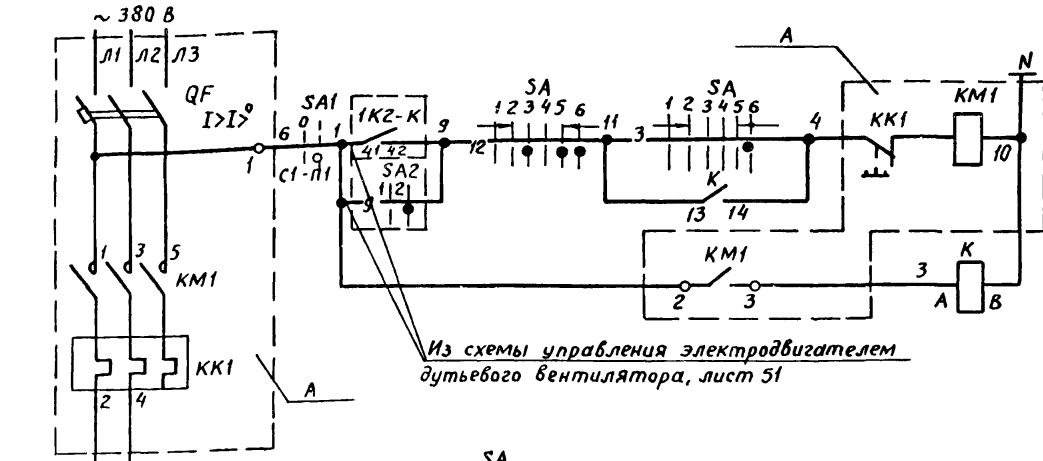 ~ 380 В
Л1 Л2 Л3
QF
I>I>°
1
6
SA1
0
С1-П1
1
1К2-К
41 42
9
SA2
1 2
9
SA
1 2 3 4 5 6
12
11
3
SA
1 2 3 4 5 6
4
К
13 14
А
КК1
КМ1
N
10
КМ1
2 3
3
К
А В
1 3 5
КМ1
КК1
2 4
А
Из схемы управления электродвигателем
дутьевого вентилятора, лист 51
SA